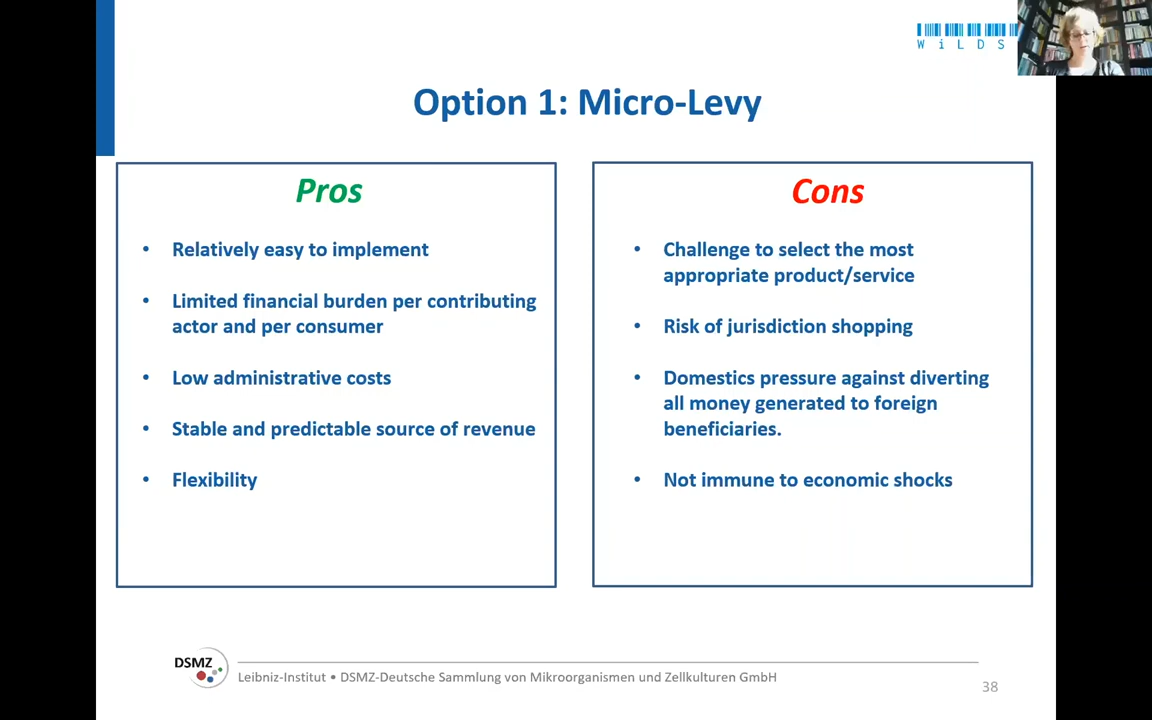 WiLDS
Option 1: Micro-Levy
Pros
• Relatively easy to implement
• Limited financial burden per contributing
actor and per consumer
• Low administrative costs
• Stable and predictable source of revenue
• Flexibility
Cons
• Challenge to select the most
appropriate product/service
• Risk of jurisdiction shopping
• Domestics pressure against diverting
all money generated to foreign
beneficiaries.
• Not immune to economic shocks
DSMZ
Leibniz-Institut • DSMZ-Deutsche Sammlung von Mikroorganismen und Zellkulturen GmbH
38